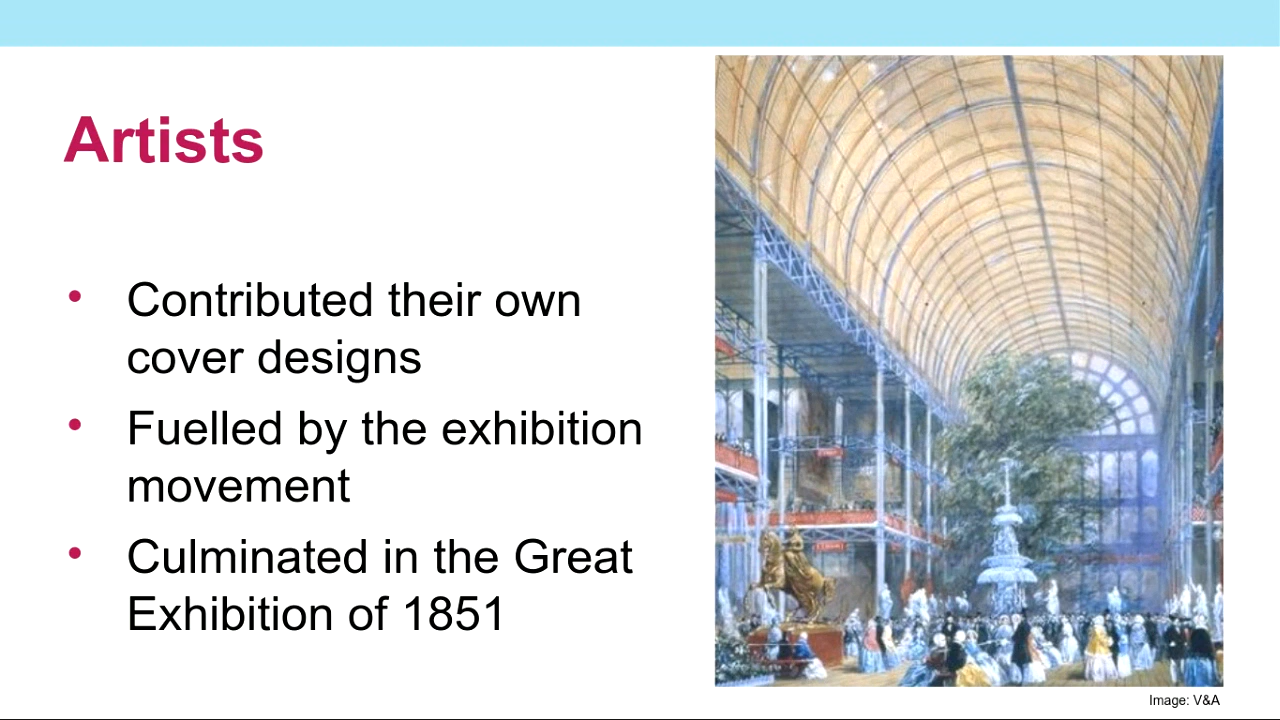 Artists
• Contributed their own
cover designs
• Fuelled by the exhibition
movement
• Culminated in the Great
Exhibition of 1851
Image: V&A